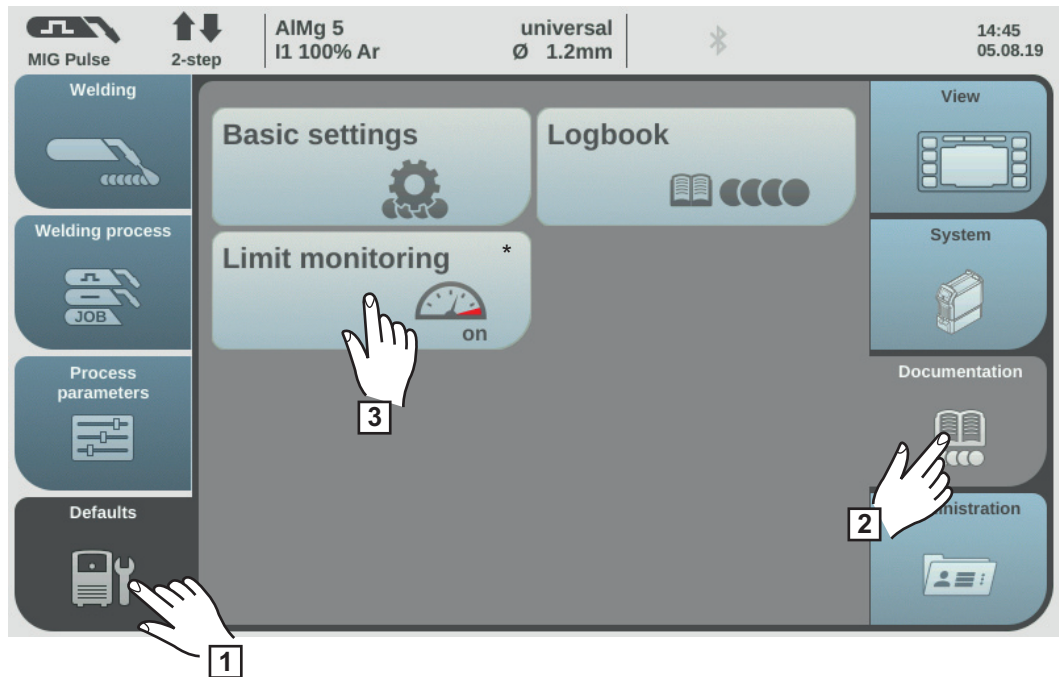 MIG Pulse
2-step
AlMg 5
I1 100% Ar
universal
Ø 1.2mm
14:45
05.08.19
Welding
Welding process
JOB
Process
parameters
Defaults
1
Basic settings
Logbook
Limit monitoring *
on
3
View
System
Documentation
2